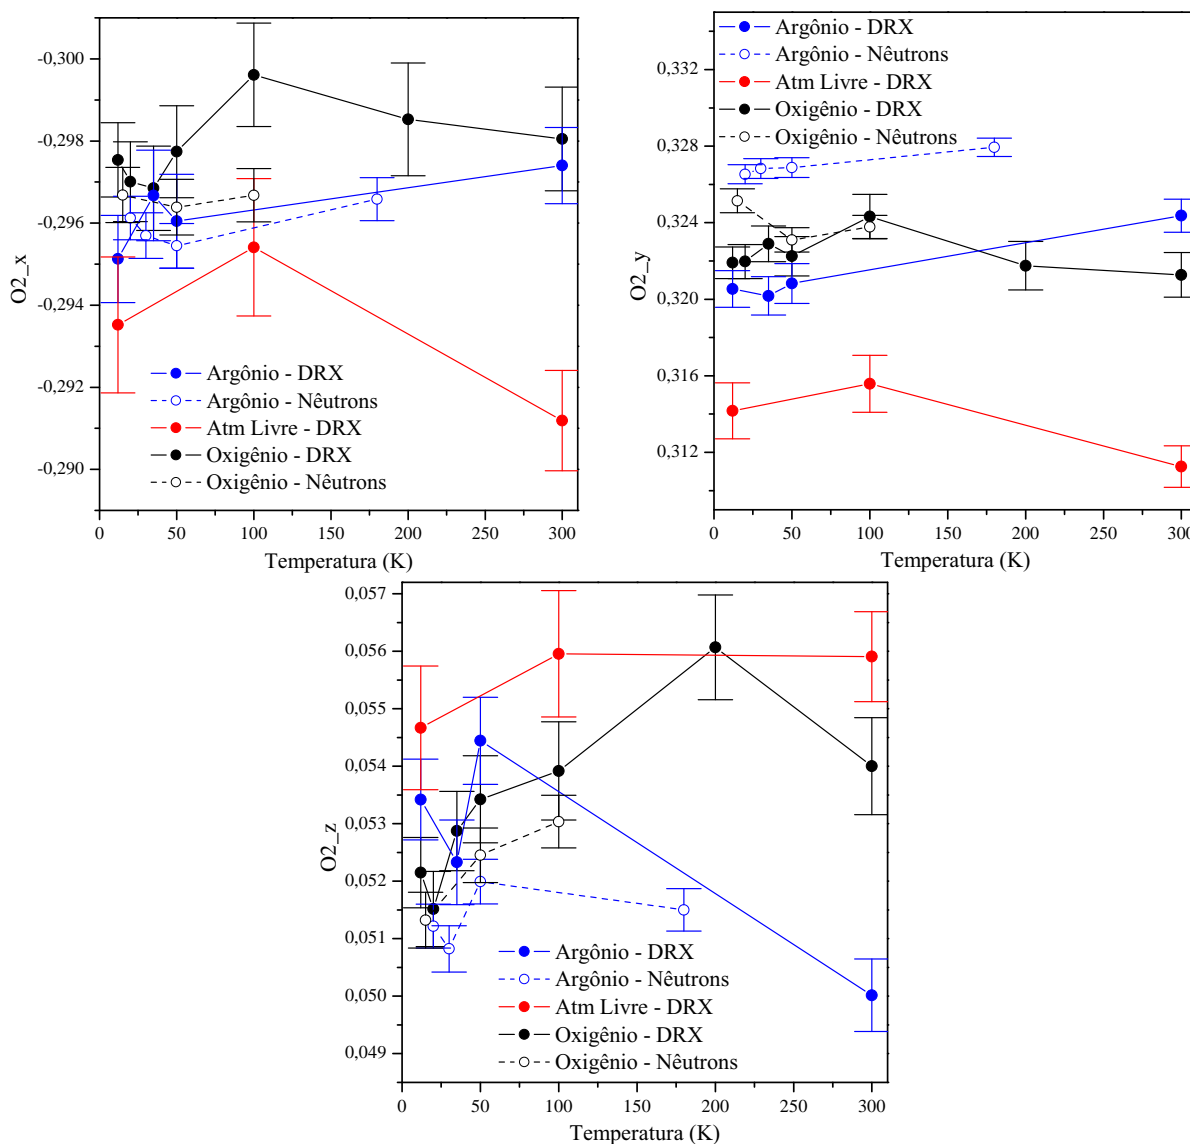 -0,300
-0,298
-0,296
-0,294
-0,292
-0,290
O2_x
Argônio - DRX
Argônio - Nêutrons
Atm Livre - DRX
Oxigênio - DRX
Oxigênio - Nêutrons
0 50 100 150 200 250 300
Temperatura (K)
0,332
0,328
0,324
0,320
0,316
0,312
O2_y
Argônio - DRX
Argônio - Nêutrons
Atm Livre - DRX
Oxigênio - DRX
Oxigênio - Nêutrons
0 50 100 150 200 250 300
Temperatura (K)
0,057
0,056
0,055
0,054
0,053
0,052
0,051
0,050
0,049
O2_z
Argônio - DRX
Argônio - Nêutrons
Atm Livre - DRX
Oxigênio - DRX
Oxigênio - Nêutrons
0 50 100 150 200 250 300
Temperatura (K)